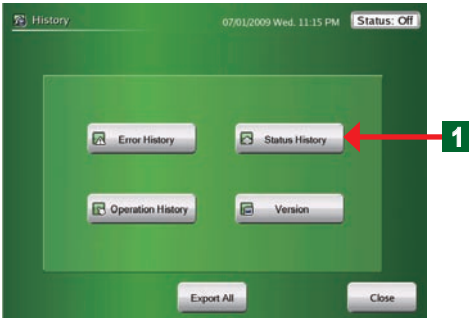 History 07/01/2009 Wed. 11:15 PM Status: Off
Error History Status History 1
Operation History Version
Export All Close